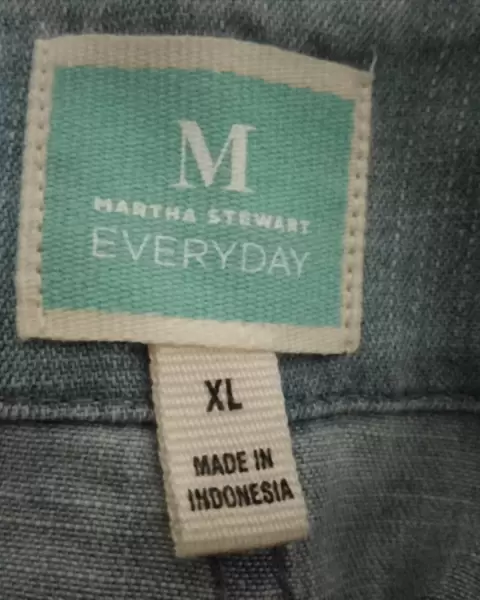 M
MARTHA STEWART
EVERYDAY
XL
MADE IN
INDONESIA